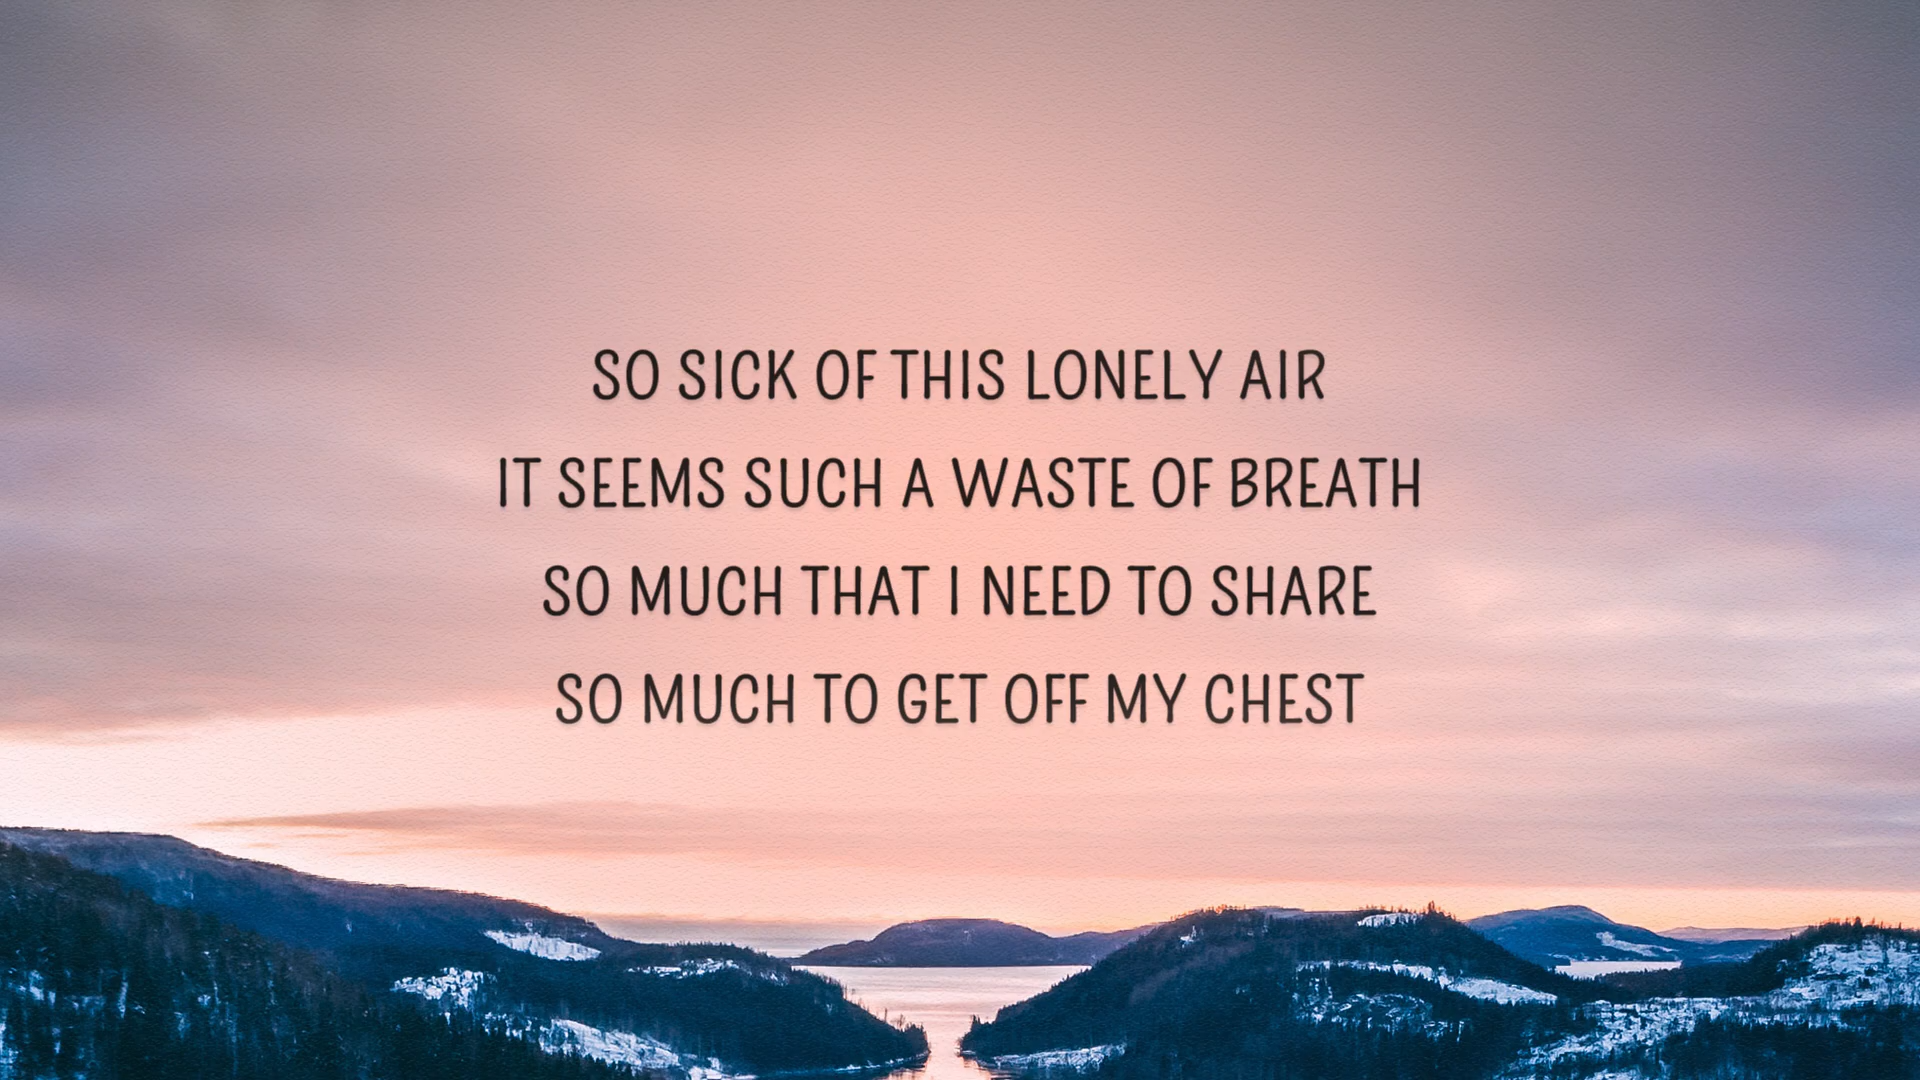 SO SICK OF THIS LONELY AIR
IT SEEMS SUCH A WASTE OF BREATH
SO MUCH THAT I NEED TO SHARE
SO MUCH TO GET OFF MY CHEST